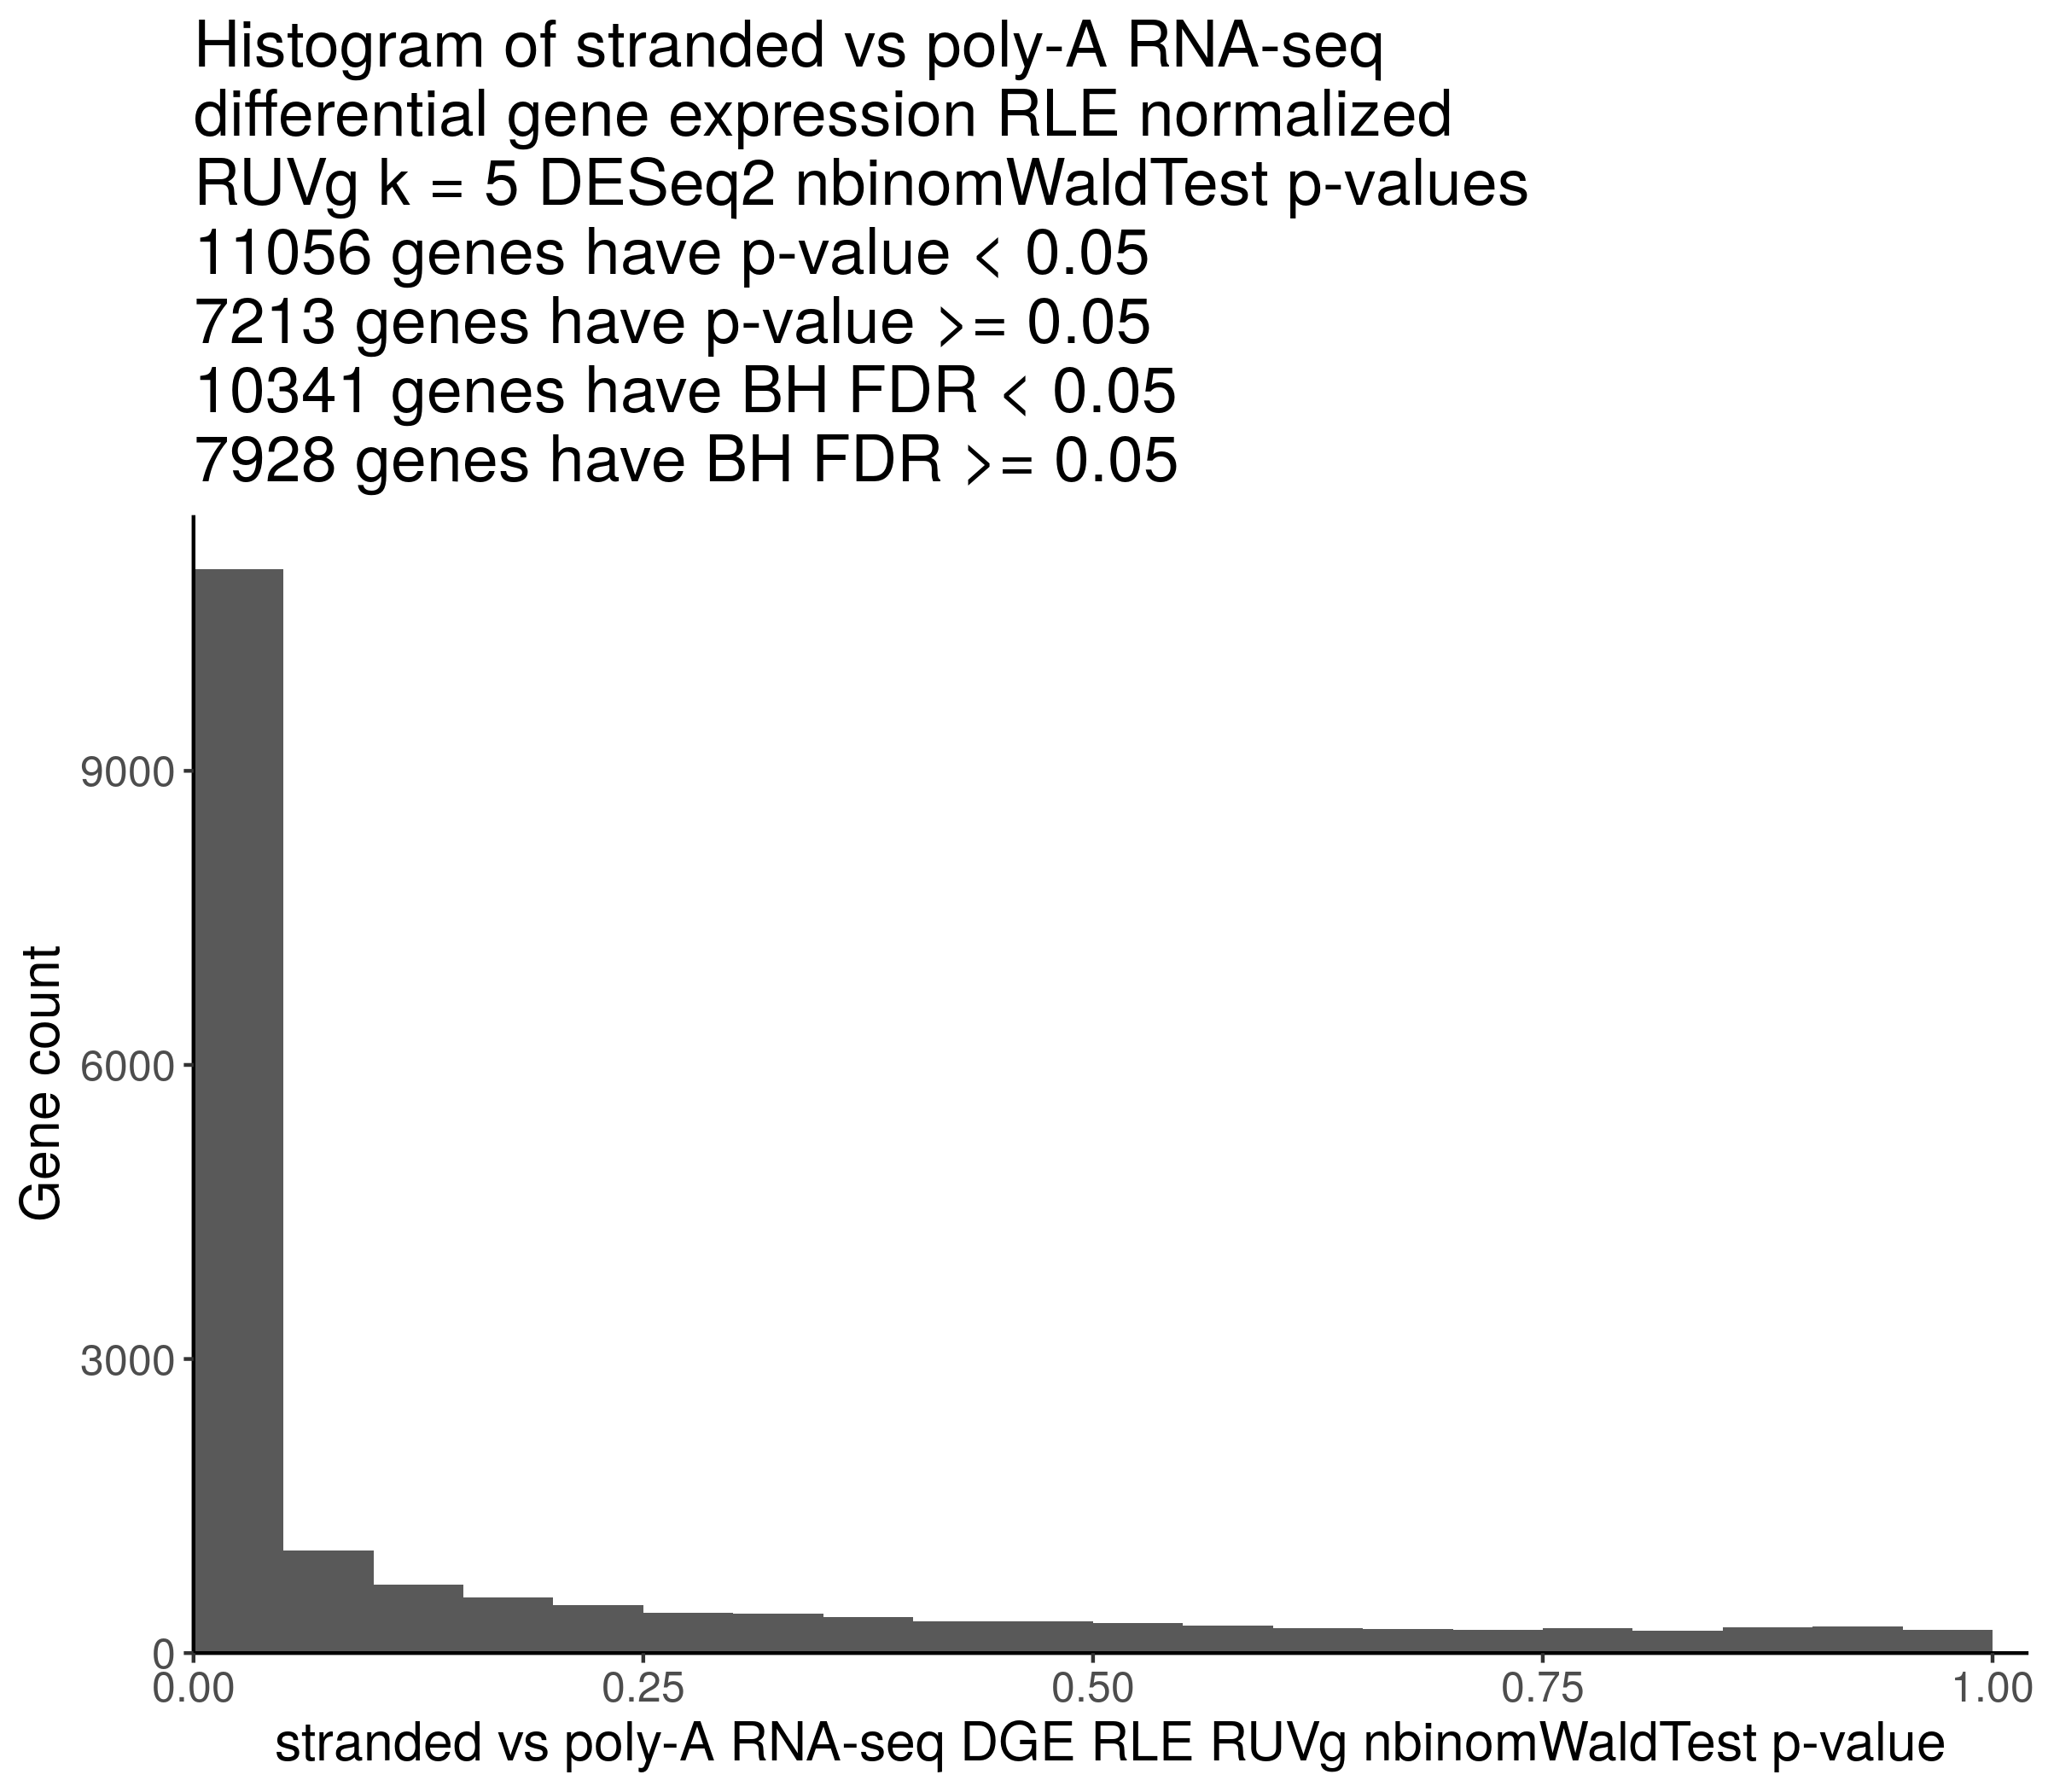 Histogram of stranded vs poly-A RNA-seq
differential gene expression RLE normalized
RUVg k = 5 DESeq2 nbinomWaldTest p-values
11056 genes have p-value < 0.05
7213 genes have p-value >= 0.05
10341 genes have BH FDR < 0.05
7928 genes have BH FDR >= 0.05
Gene count
9000
6000
3000
0
0.00 0.25 0.50 0.75 1.00
stranded vs poly-A RNA-seq DGE RLE RUVg nbinomWaldTest p-value